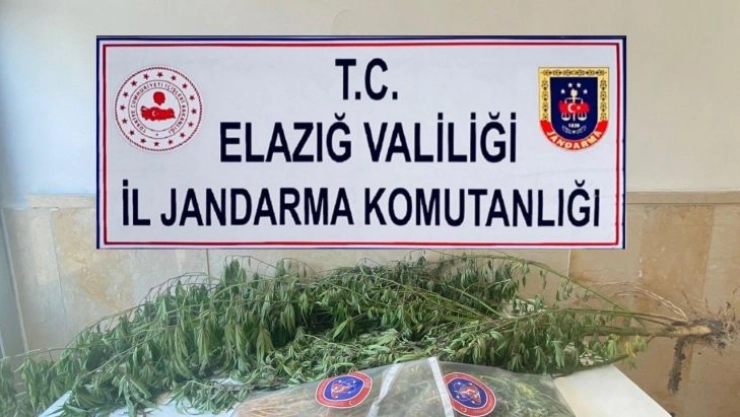 T.C.
ELAZIĞ VALİLİĞİ
İL JANDARMA KOMUTANLIĞI
JANDARMA